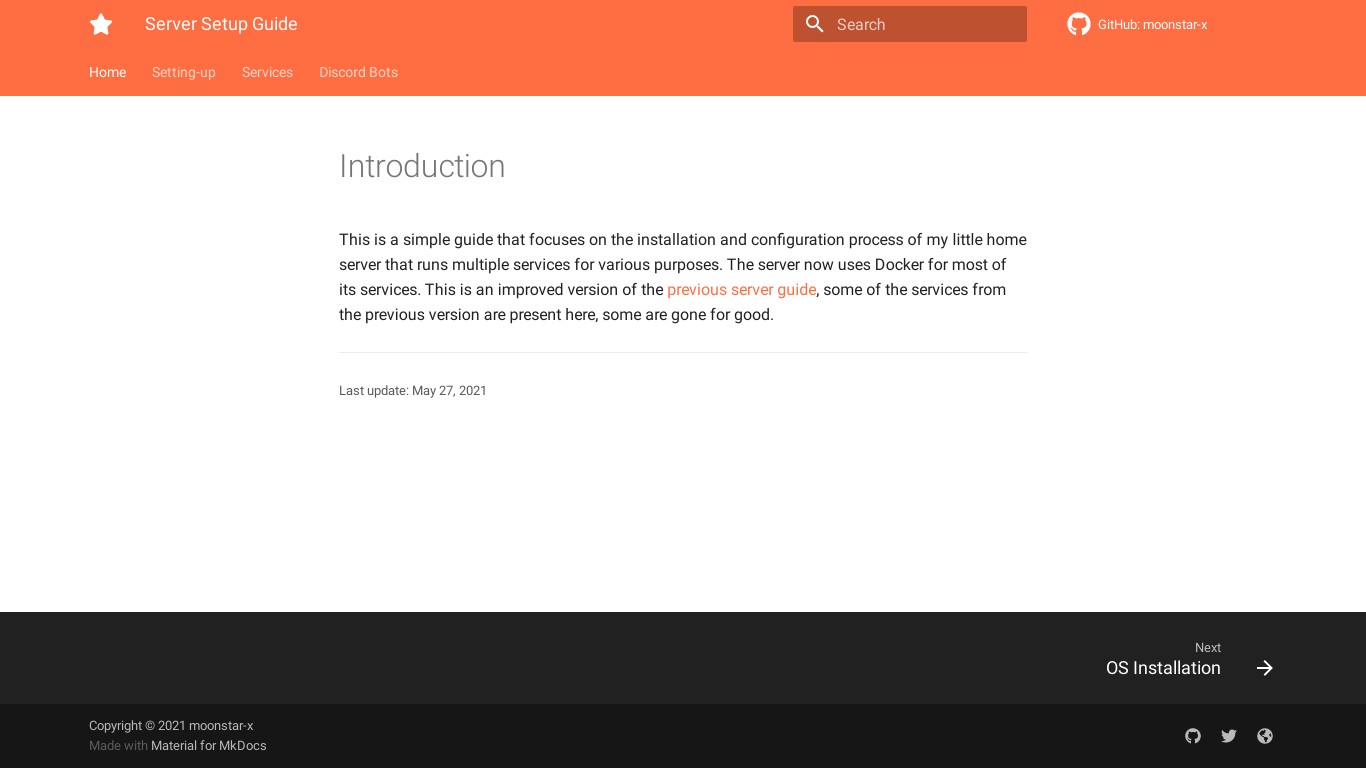 Server Setup Guide
Search
GitHub: moonstar-x
Home
Setting-up
Services
Discord Bots
Introduction
This is a simple guide that focuses on the installation and configuration process of my little home
server that runs multiple services for various purposes. The server now uses Docker for most of
its services. This is an improved version of the previous server guide, some of the services from
the previous version are present here, some are gone for good.
Last update: May 27, 2021
Next
OS Installation
Copyright © 2021 moonstar-x
Made with Material for MkDocs